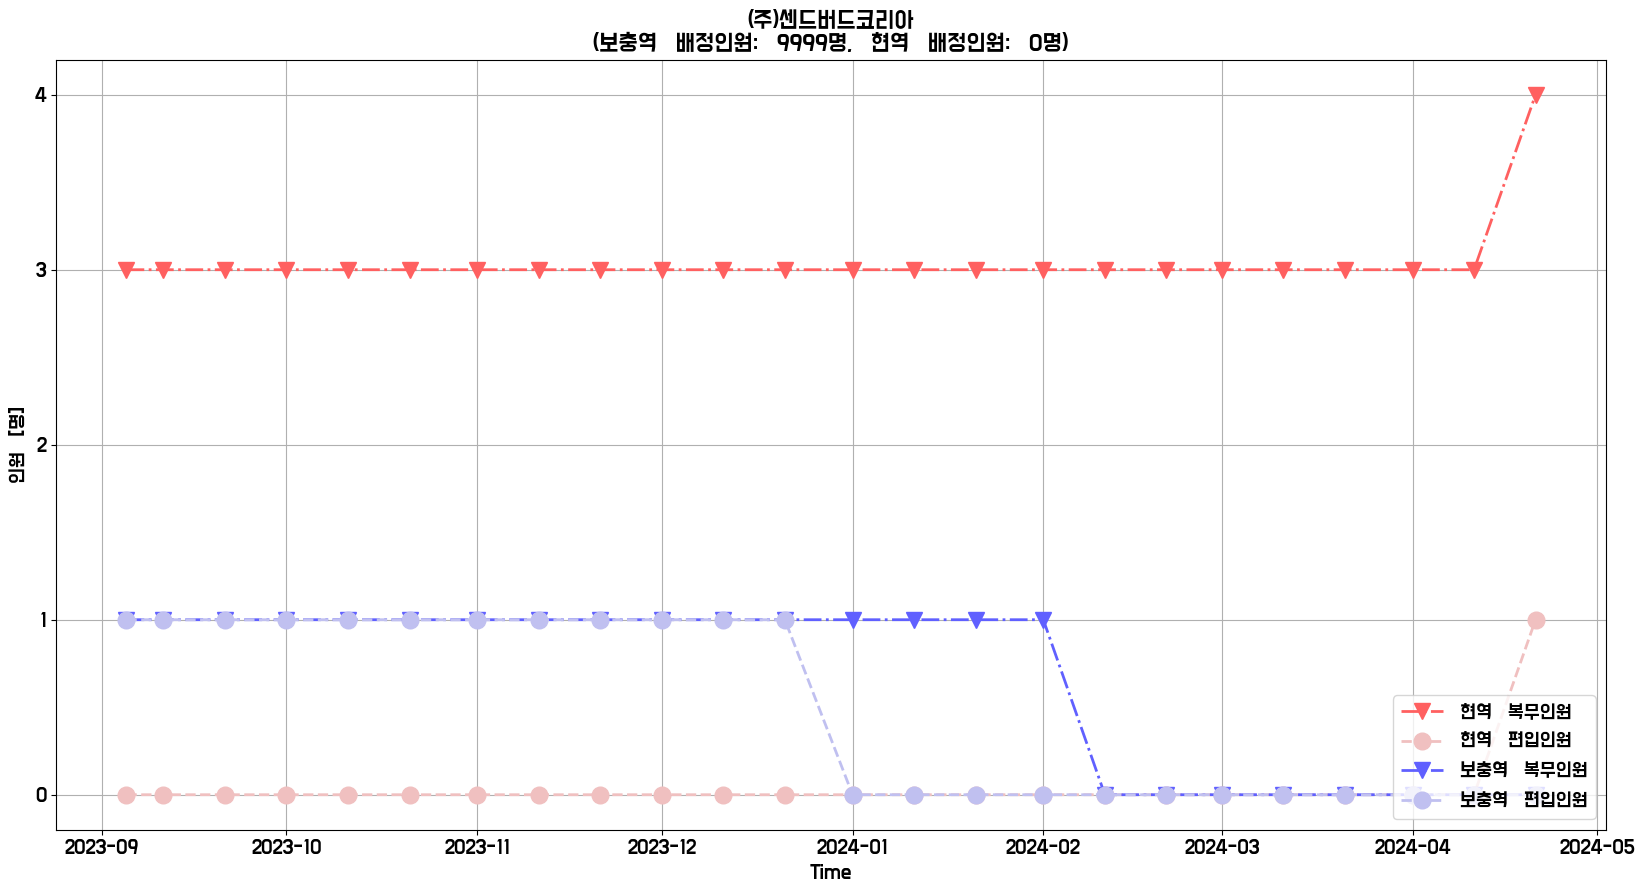 (주)센드버드코리아
(보충역 배정인원: 9999명, 현역 배정인원: 0명)
인원 [명]
4
3
2
1
0
2023-09 2023-10 2023-11 2023-12 2024-01 2024-02 2024-03 2024-04 2024-05
Time
현역 복무인원
현역 편입인원
보충역 복무인원
보충역 편입인원